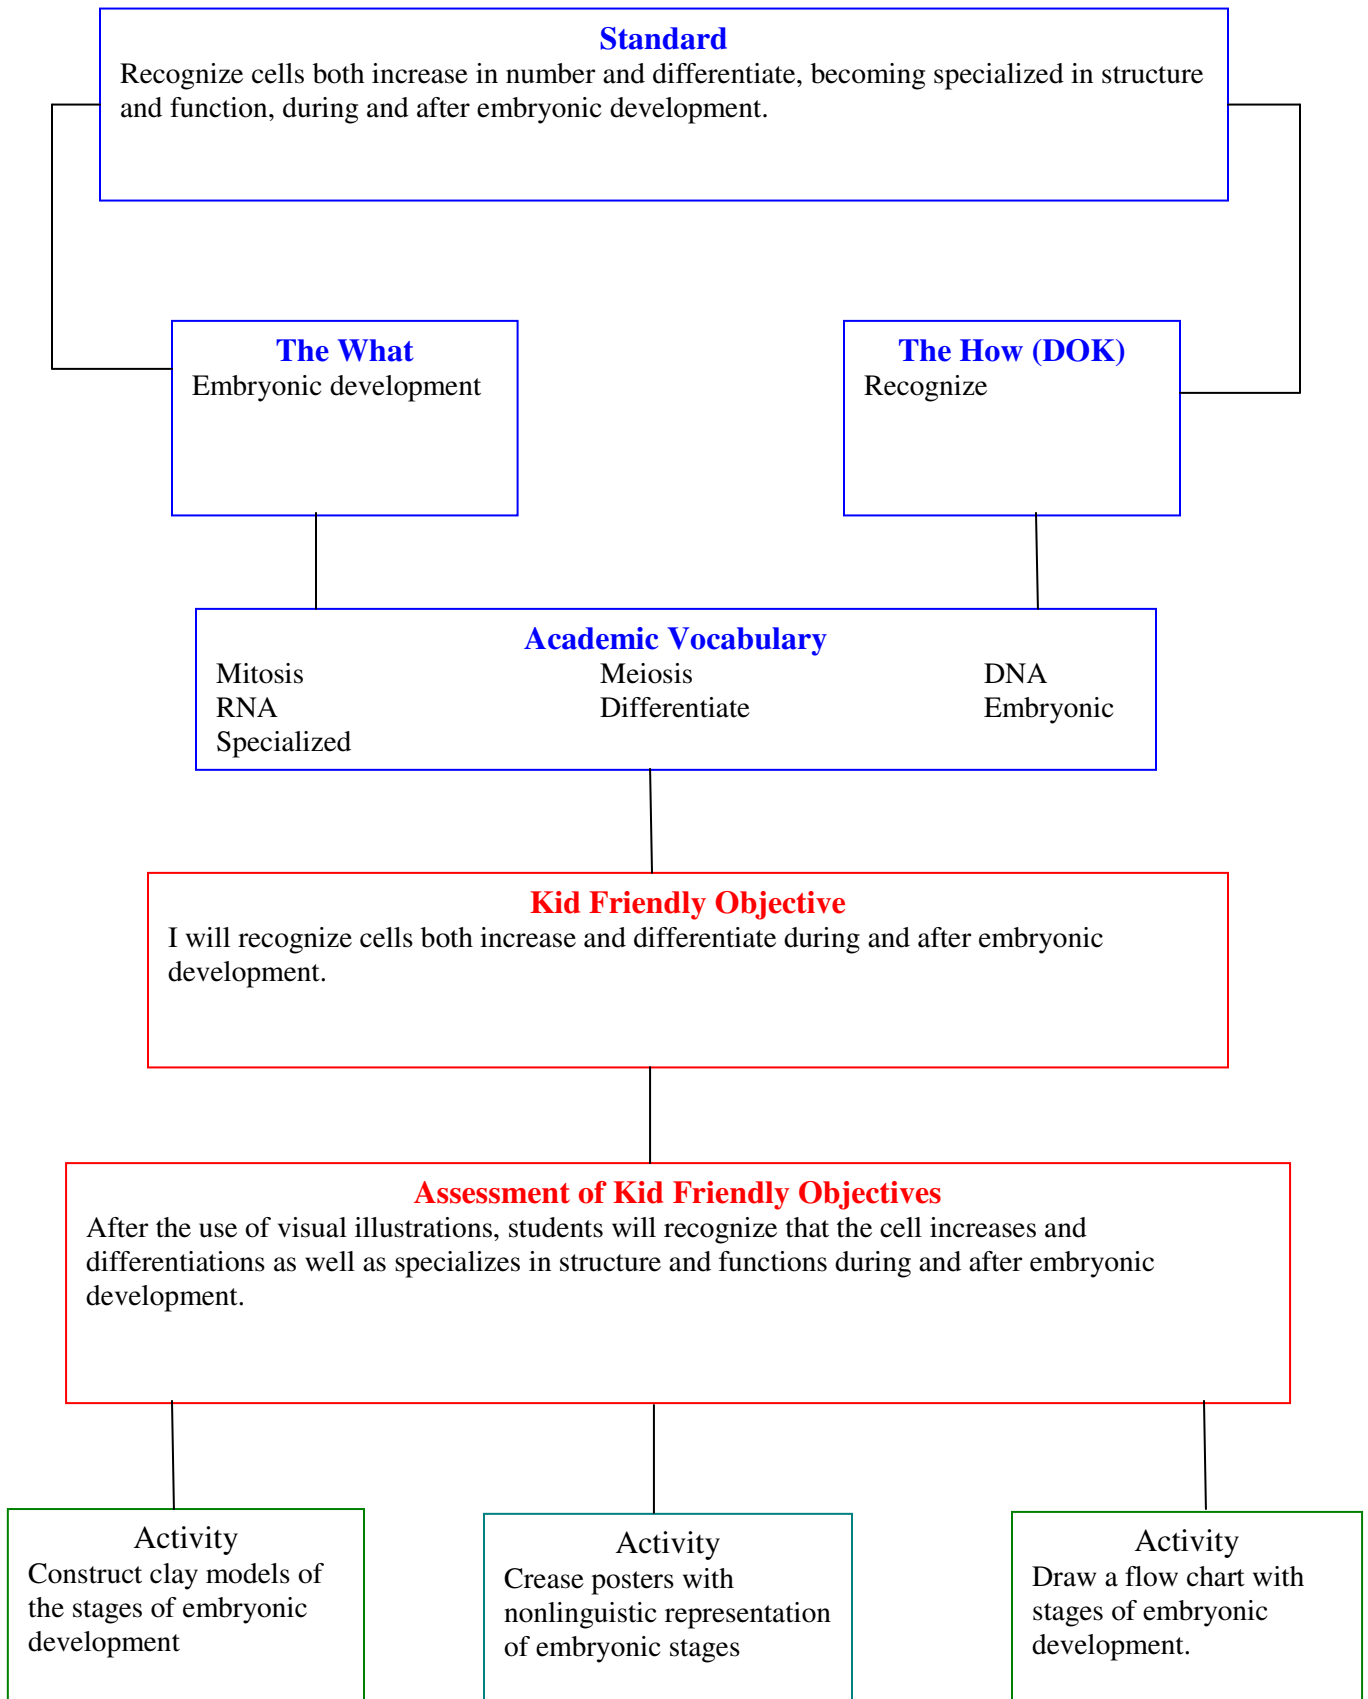 Standard
Recognize cells both increase in number and differentiate, becoming specialized in structure
and function, during and after embryonic development.
The What
Embryonic development
The How (DOK)
Recognize
Academic Vocabulary
Mitosis Meiosis DNA
RNA Differentiate Embryonic
Specialized
Kid Friendly Objective
I will recognize cells both increase and differentiate during and after embryonic
development.
Assessment of Kid Friendly Objectives
After the use of visual illustrations, students will recognize that the cell increases and
differentiations as well as specializes in structure and functions during and after embryonic
development.
Activity
Construct clay models of
the stages of embryonic
development
Activity
Crease posters with
nonlinguistic representation
of embryonic stages
Activity
Draw a flow chart with
stages of embryonic
development.